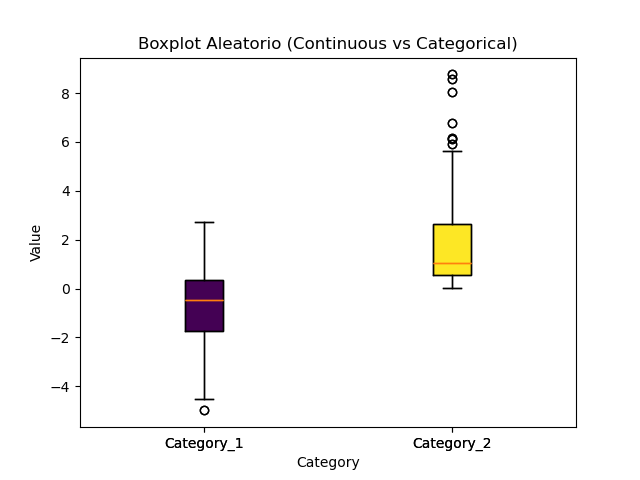 Boxplot Aleatorio (Continuous vs Categorical)
Value
8
6
4
2
0
−2
−4
Category_1
Category_2
Category